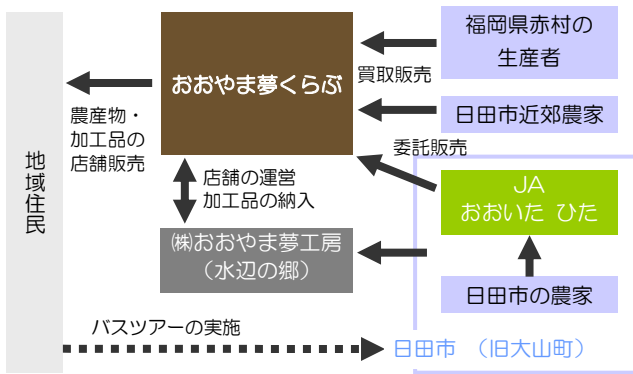 福岡県赤村の
生産者
おおやま夢くらぶ
買取販売
日田市近郊農家
農産物・
加工品の
店舗販売
委託販売
地域住民
店舗の運営
加工品の納入
JA
おおいた ひた
㈱おおやま夢工房
（水辺の郷）
日田市の農家
バスツアーの実施
日田市 （旧大山町）